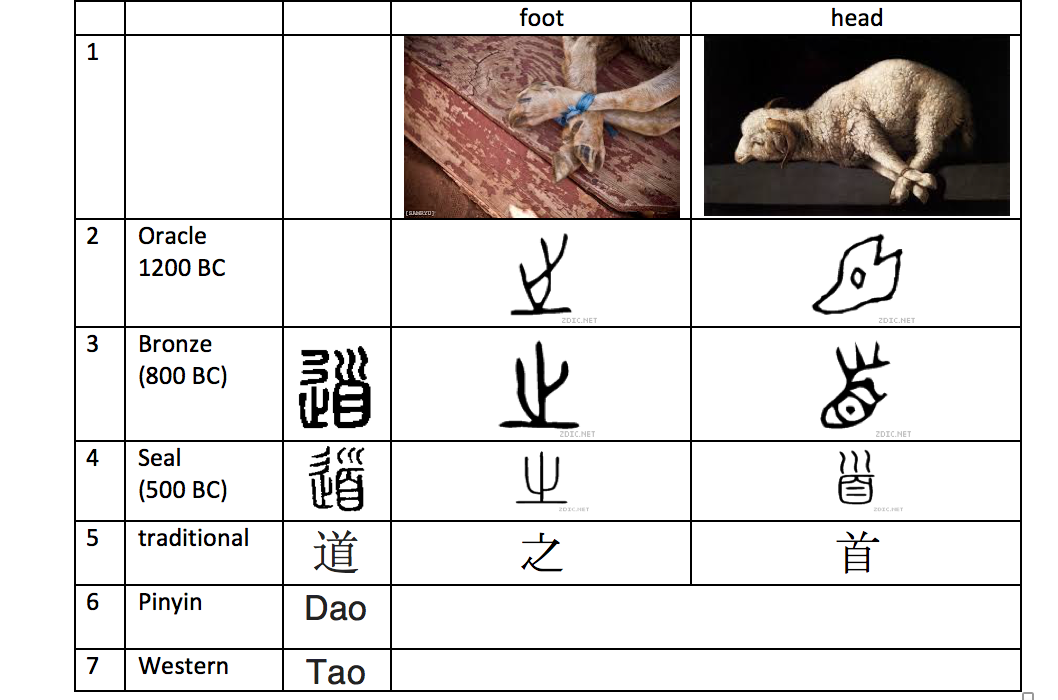 foot head
1
[SAMRYU]
2 Oracle
1200 BC
ZDIC.NET ZDIC.NET
3 Bronze
(800 BC)
ZDIC.NET ZDIC.NET
4 Seal
(500 BC)
ZDIC.NET ZDIC.NET
5 traditional 道 之 首
6 Pinyin Dao
7 Western Tao